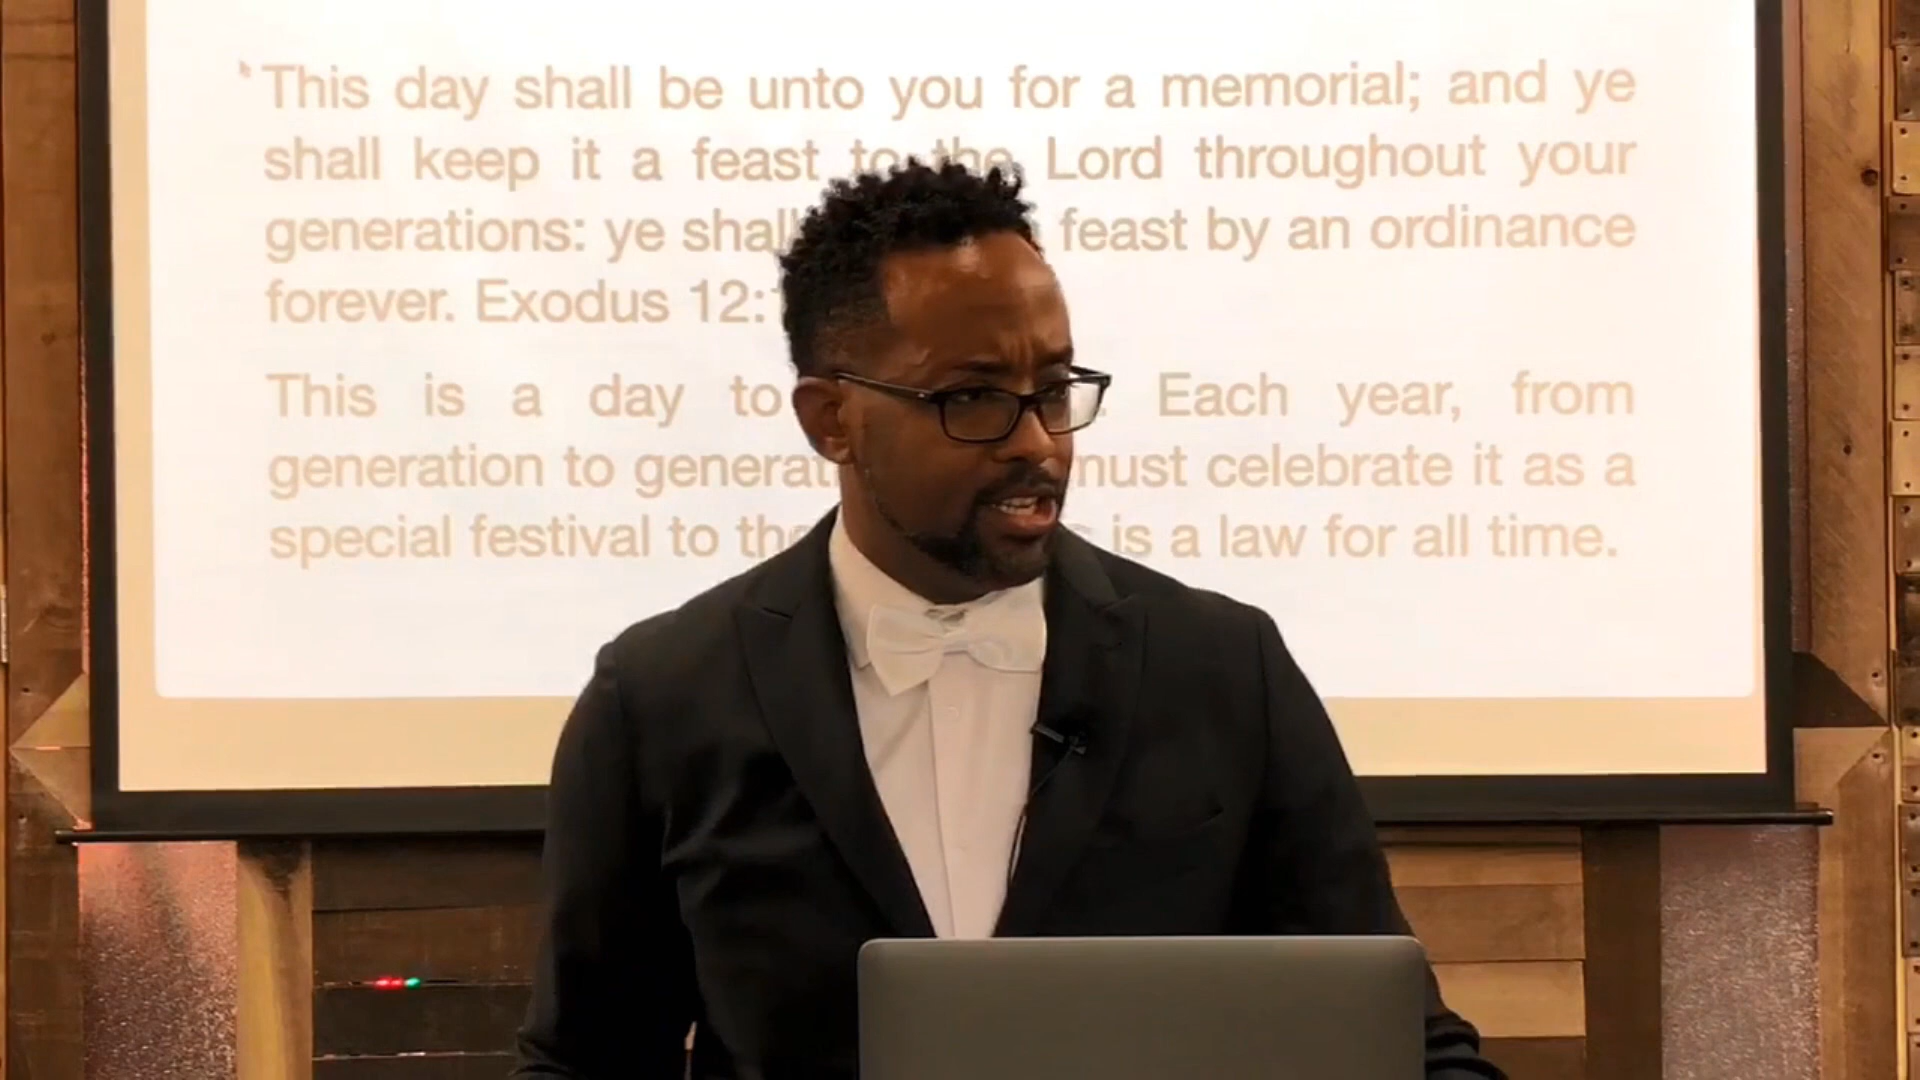 This day shall be unto you for a memorial; and ye
shall keep it a feast to the Lord throughout your
generations: ye shall feast by an ordinance
forever. Exodus 12:
This is a day to Each year, from
generation to must celebrate it as a
special festival to is a law for all time.